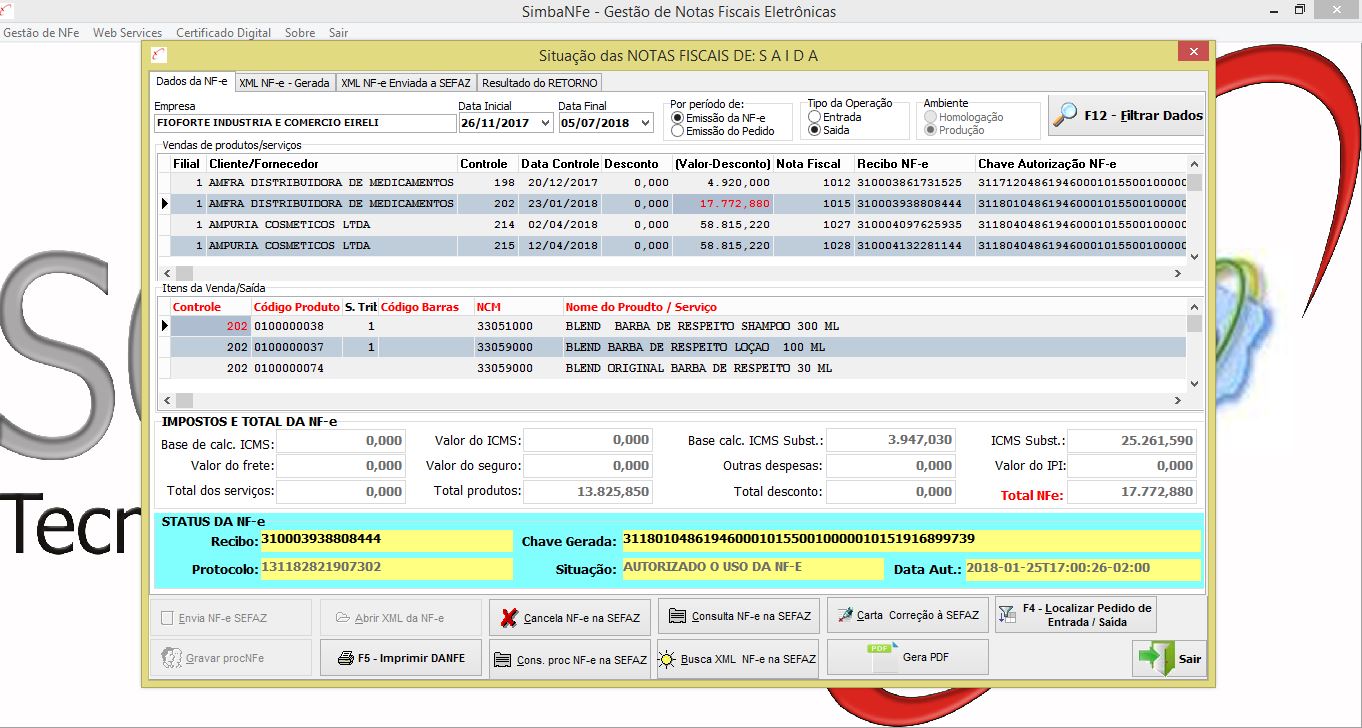 SimbaNFe - Gestão de Notas Fiscais Eletrônicas
Gestão de NFe Web Services Certificado Digital Sobre Sair
Situação das NOTAS FISCAIS DE: S A I D A
Dados da NF-e XML NF-e - Gerada XML NF-e Enviada a SEFAZ Resultado do RETORNO
Empresa Data Inicial Data Final Por período de: Tipo da Operação Ambiente
FIOFORTE INDUSTRIA E COMERCIO EIRELI 26/11/2017 05/07/2018 Emissão da NF-e Entrada Homologação F12 - Filtrar Dados
Emissão do Pedido Saida Produção
Vendas de produtos/serviços
Filial Cliente/Fornecedor Controle Data Controle Desconto (Valor-Desconto) Nota Fiscal Recibo NF-e Chave Autorização NF-e
1 AMFRA DISTRIBUIDORA DE MEDICAMENTOS 198 20/12/2017 0,000 4.920,000 1012 310003861731525 3117120486194600010155001000000
1 AMFRA DISTRIBUIDORA DE MEDICAMENTOS 202 23/01/2018 0,000 17.772,880 1015 310003938808444 3118010486194600010155001000000
1 AMPURIA COSMETICOS LTDA 214 02/04/2018 0,000 58.815,220 1027 310004097625935 3118040486194600010155001000000
1 AMPURIA COSMETICOS LTDA 215 12/04/2018 0,000 58.815,220 1028 310004132281144 3118040486194600010155001000000
Itens da Venda/Saída
Controle Código Produto S. Trib Código Barras NCM Nome do Proudto / Serviço
202 0100000038 1 33051000 BLEND BARBA DE RESPEITO SHAMPOO 300 ML
202 0100000037 1 33059000 BLEND BARBA DE RESPEITO LOÇAO 100 ML
202 0100000074 33059000 BLEND ORIGINAL BARBA DE RESPEITO 30 ML
IMPOSTOS E TOTAL DA NF-e
Base de calc. ICMS: 0,000 Valor do ICMS: 0,000 Base calc. ICMS Subst.: 3.947,030 ICMS Subst.: 25.261,590
Valor do frete: 0,000 Valor do seguro: 0,000 Outras despesas: 0,000 Valor do IPI: 0,000
Total dos serviços: 0,000 Total produtos: 13.825,850 Total desconto: 0,000 Total NFe: 17.772,880
STATUS DA NF-e
Recibo: 310003938808444 Chave Gerada: 31180104861946000101550010000010151916899739
Protocolo: 131182821907302 Situação: AUTORIZADO O USO DA NF-E Data Aut.: 2018-01-25T17:00:26-02:00
Envia NF-e SEFAZ Abrir XML da NF-e Cancela NF-e na SEFAZ Consulta NF-e na SEFAZ Carta Correção à SEFAZ F4 - Localizar Pedido de Entrada / Saída
Gravar procNFe F5 - Imprimir DANFE Cons. proc NF-e na SEFAZ Busca XML NF-e na SEFAZ PDF Gera PDF Sair
Tecn